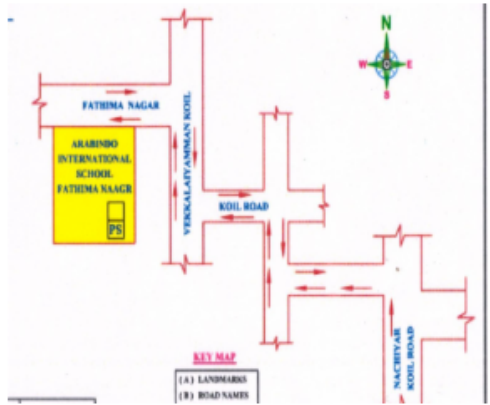 N
W E
S
FATHIMA NAGAR
VEKKALAIYAMMAN KOIL
ARABINDO
INTERNATIONAL
SCHOOL
FATHIMA NAAGR
PS
KOIL ROAD
NACHIYAR
KOIL ROAD
KEY MAP
(A) LANDMARKS
(B) ROAD NAMES